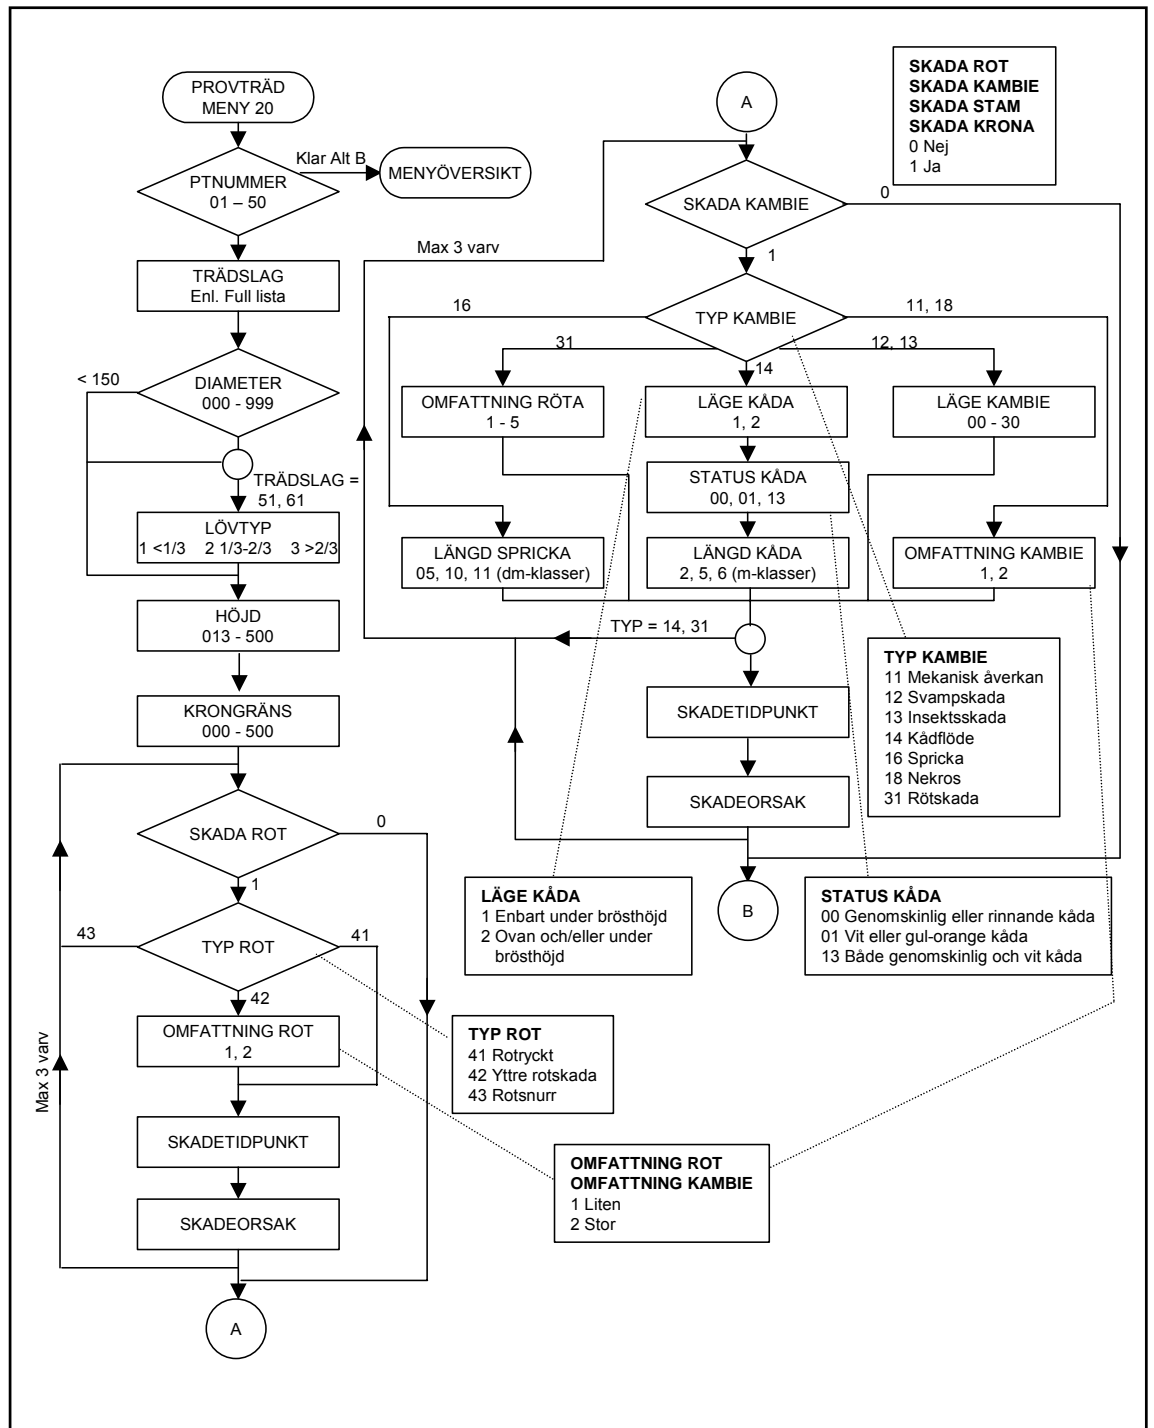 PROVTRÄD
MENY 20
Klar Alt B
MENYÖVERSIKT
PTNUMMER
01 – 50
TRÄDSLAG
Enl. Full lista
< 150
DIAMETER
000 - 999
TRÄDSLAG =
51, 61
LÖVTYP
1 <1/3 2 1/3-2/3 3 >2/3
HÖJD
013 - 500
KRONGRÄNS
000 - 500
SKADA ROT
0
1
43
TYP ROT
41
42
OMFATTNING ROT
1, 2
Max 3 varv
SKADETIDPUNKT
SKADEORSAK
A
A
SKADA ROT
SKADA KAMBIE
SKADA STAM
SKADA KRONA
0 Nej
1 Ja
SKADA KAMBIE
0
Max 3 varv
1
16
TYP KAMBIE
11, 18
31
12, 13
14
OMFATTNING RÖTA
1 - 5
LÄGE KÅDA
1, 2
LÄGE KAMBIE
00 - 30
STATUS KÅDA
00, 01, 13
LÄNGD SPRICKA
05, 10, 11 (dm-klasser)
LÄNGD KÅDA
2, 5, 6 (m-klasser)
OMFATTNING KAMBIE
1, 2
TYP = 14, 31
SKADETIDPUNKT
SKADEORSAK
B
TYP KAMBIE
11 Mekanisk åverkan
12 Svampskada
13 Insektsskada
14 Kådflöde
16 Spricka
18 Nekros
31 Rötskada
LÄGE KÅDA
1 Enbart under brösthöjd
2 Ovan och/eller under
brösthöjd
STATUS KÅDA
00 Genomskinlig eller rinnande kåda
01 Vit eller gul-orange kåda
13 Både genomskinlig och vit kåda
TYP ROT
41 Rotryckt
42 Yttre rotskada
43 Rotsnurr
OMFATTNING ROT
OMFATTNING KAMBIE
1 Liten
2 Stor